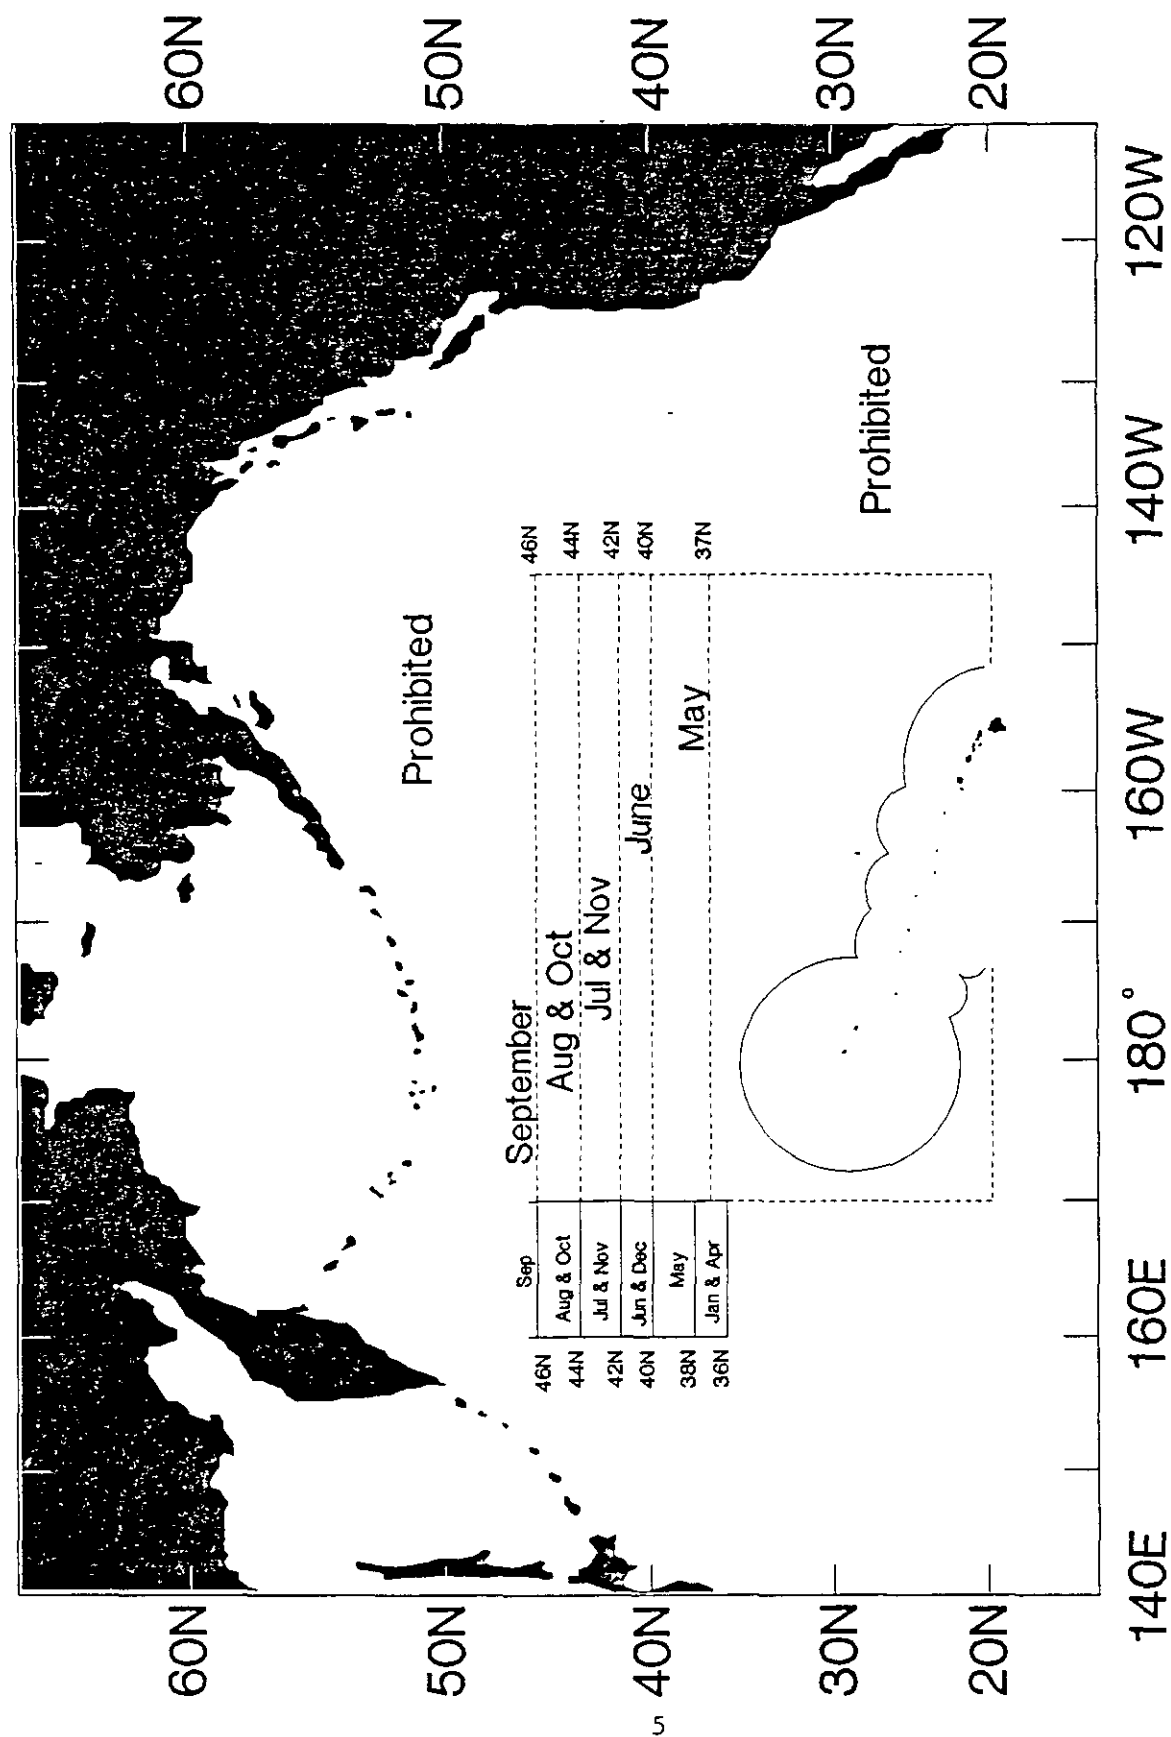 60N
50N
40N
30N
20N
60N
50N
40N
30N
20N
140E
160E
180°
160W
140W
120W
Prohibited
Prohibited
September
Aug & Oct
Jul & Nov
June
May
46N
44N
42N
40N
37N
Sep
Aug & Oct
Jul & Nov
Jun & Dec
May
Jan & Apr
46N
44N
42N
40N
38N
36N
5